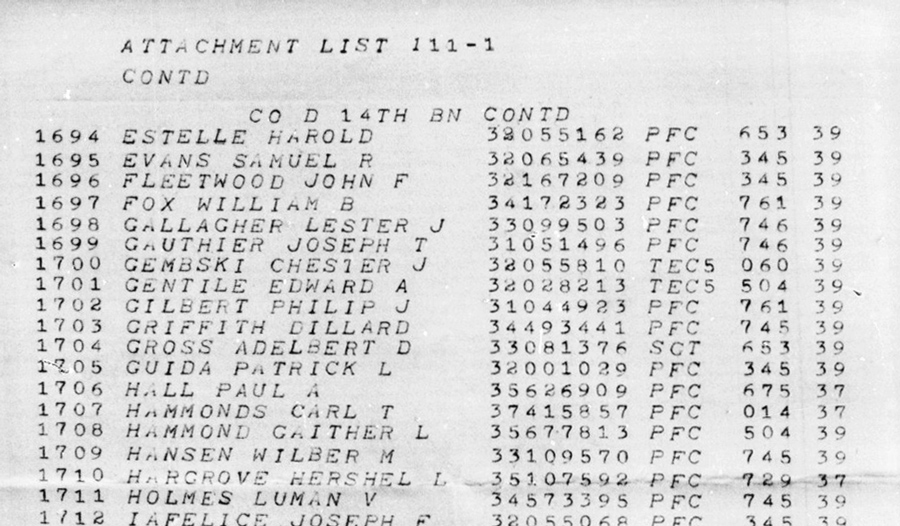 ATTACHMENT LIST 111-1
CONTD
CO D 14TH BN CONTD
1694 ESTELLE HAROLD 32055162 PFC 653 39
1695 EVANS SAMUEL R 32065439 PFC 345 39
1696 FLEETWOOD JOHN F 32167209 PFC 345 39
1697 FOX WILLIAM B 34172323 PFC 761 39
1698 GALLAGHER LESTER J 33099503 PFC 746 39
1699 GAUTHIER JOSEPH T 31051496 PFC 746 39
1700 GEMBSKI CHESTER J 32055810 TEC5 060 39
1701 GENTILE EDWARD A 32028213 TEC5 504 39
1702 GILBERT PHILIP J 31044923 PFC 761 39
1703 GRIFFITH DILLARD 34493441 PFC 745 39
1704 GROSS ADELBERT D 33081376 SGT 653 39
1705 GUIDA PATRICK L 32001029 PFC 345 39
1706 HALL PAUL A 35626909 PFC 675 37
1707 HAMMONDS CARL T 37415857 PFC 014 37
1708 HAMMOND GAITHER L 35677813 PFC 504 39
1709 HANSEN WILBER M 33109570 PFC 745 39
1710 HARGROVE HERSHEL L 35107592 PFC 729 37
1711 HOLMES LUMAN V 34573395 PFC 745 39
1712 IAFELICE JOSEPH F 32055068 PFC 345 39